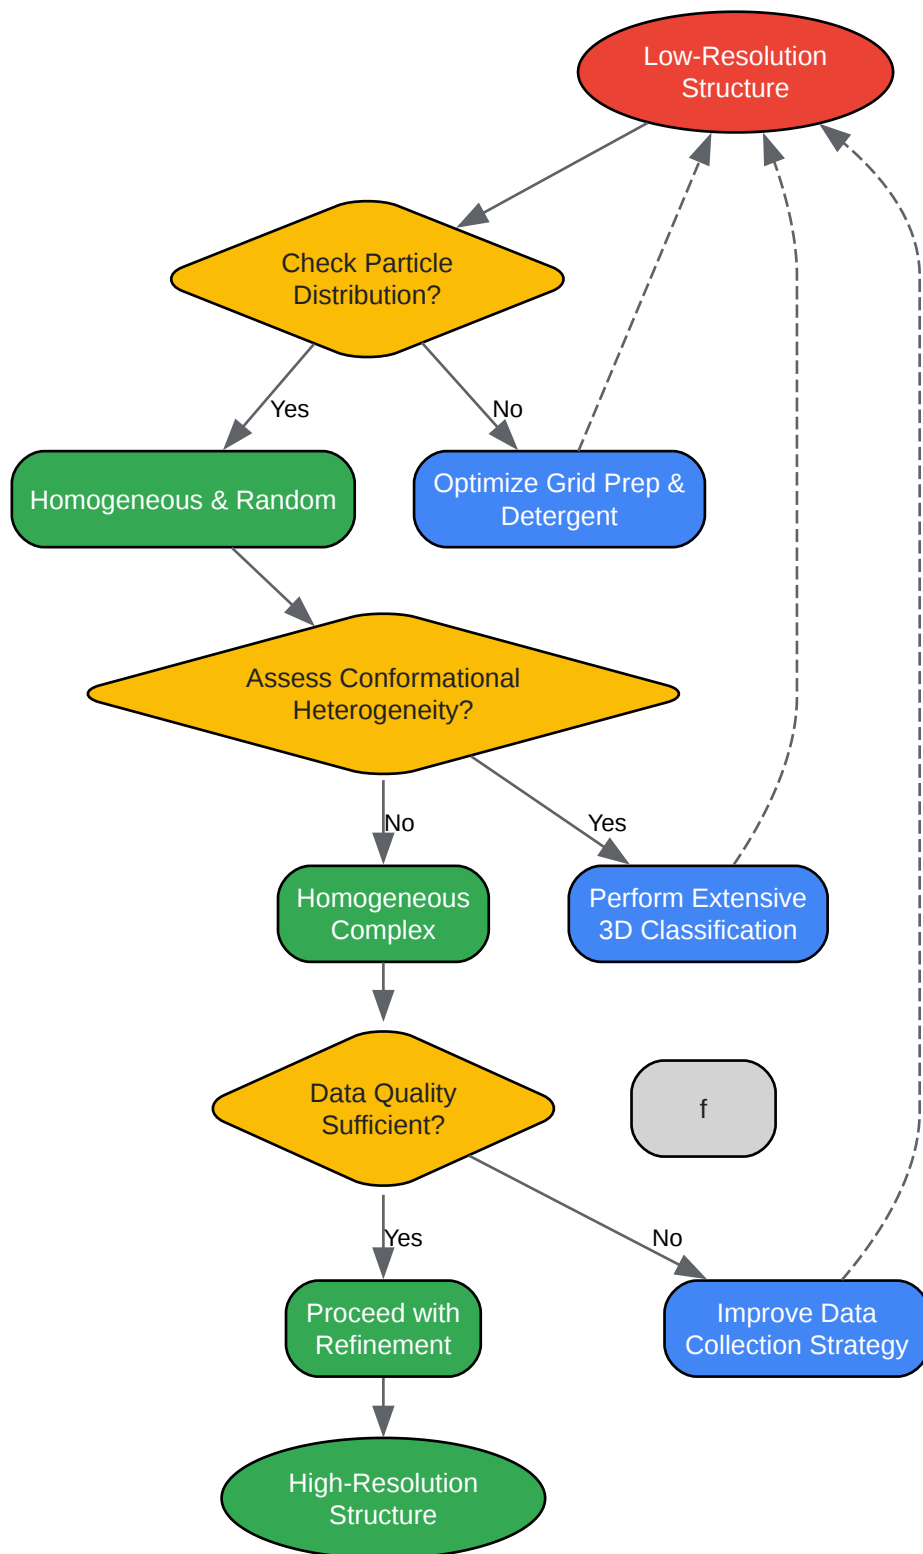 Low-Resolution
Structure
Check Particle
Distribution?
Yes
No
Homogeneous & Random
Optimize Grid Prep &
Detergent
Assess Conformational
Heterogeneity?
No
Yes
Homogeneous
Complex
Perform Extensive
3D Classification
Data Quality
Sufficient?
f
Yes
No
Proceed with
Refinement
Improve Data
Collection Strategy
High-Resolution
Structure